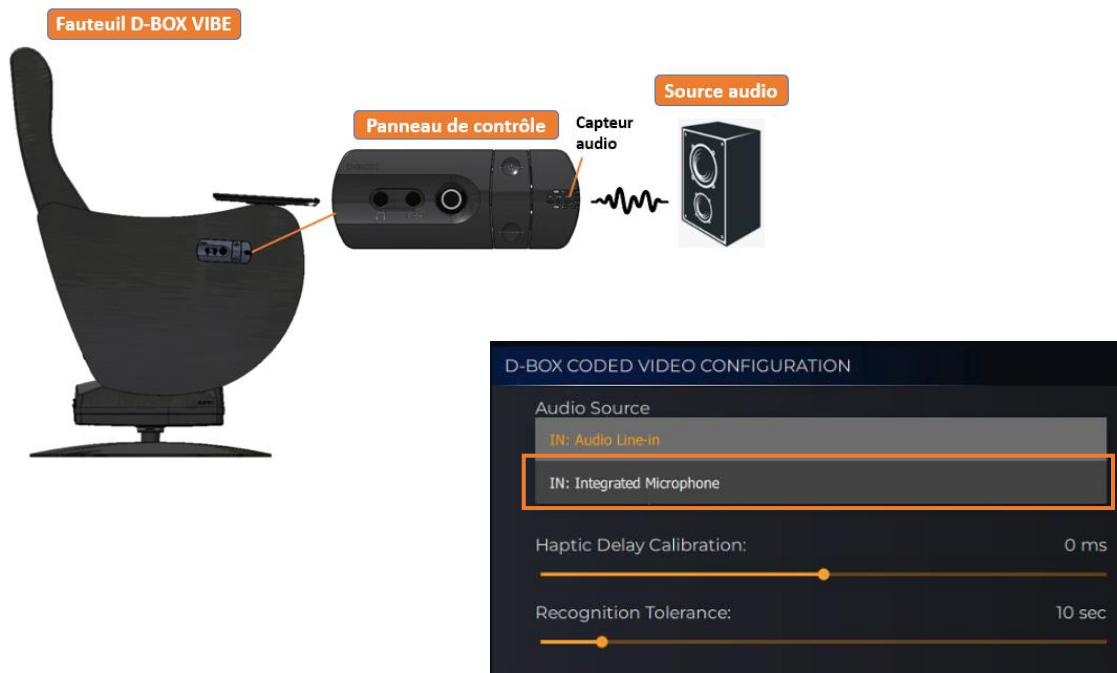 Fauteuil D-BOX VIBE
Source audio
Panneau de contrôle
Capteur
audio
D-BOX CODED VIDEO CONFIGURATION
Audio Source
IN: Audio Line-in
IN: Integrated Microphone
Haptic Delay Calibration:
0 ms
Recognition Tolerance:
10 sec